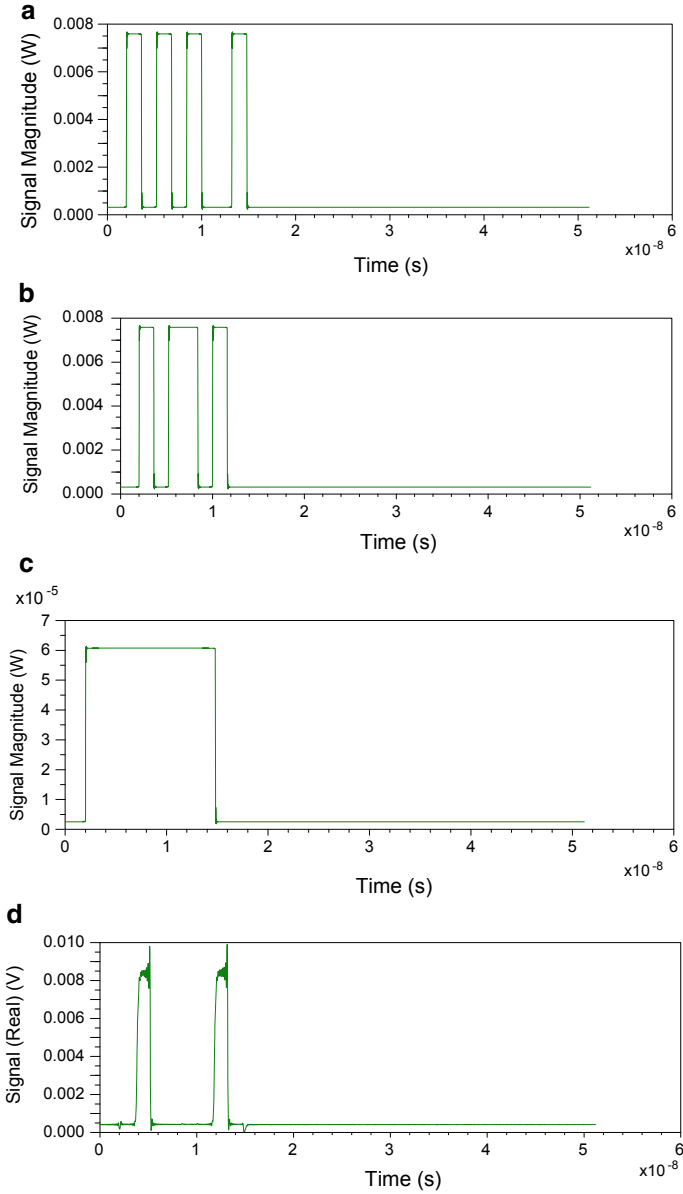 a
0.008
0.006
0.004
0.002
0.000
Signal Magnitude (W)
0 1 2 3 4 5 6
x10-8
Time (s)
b
0.008
0.006
0.004
0.002
0.000
Signal Magnitude (W)
0 1 2 3 4 5 6
x10-8
Time (s)
c
x10-5
7
6
5
4
3
2
1
0
Signal Magnitude (W)
0 1 2 3 4 5 6
x10-8
Time (s)
d
0.010
0.008
0.006
0.004
0.002
0.000
Signal (Real) (V)
0 1 2 3 4 5 6
x10-8
Time (s)